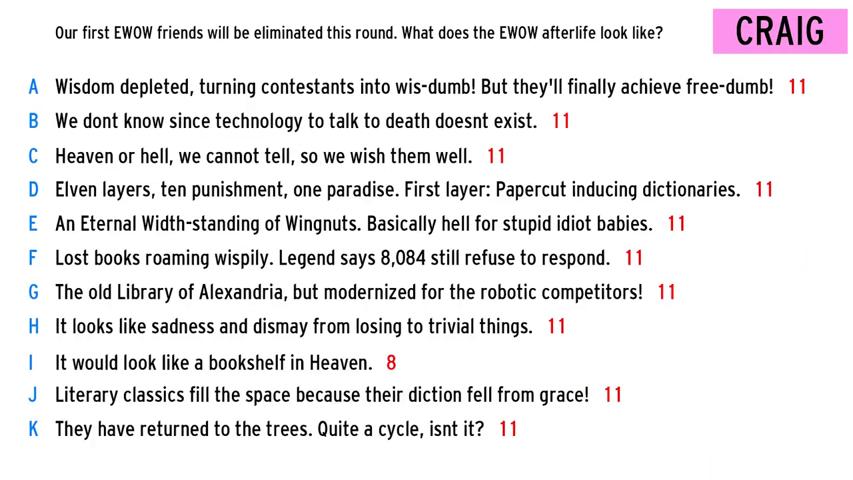 Our first EWOW friends will be eliminated this round. What does the EWOW afterlife look like?
CRAIG
A Wisdom depleted, turning contestants into wis-dumb! But they'll finally achieve free-dumb! 11
B We dont know since technology to talk to death doesnt exist. 11
C Heaven or hell, we cannot tell, so we wish them well. 11
D Elven layers, ten punishment, one paradise. First layer: Papercut inducing dictionaries. 11
E An Eternal Width-standing of Wingnuts. Basically hell for stupid idiot babies. 11
F Lost books roaming wispily. Legend says 8,084 still refuse to respond. 11
G The old Library of Alexandria, but modernized for the robotic competitors! 11
H It looks like sadness and dismay from losing to trivial things. 11
I It would look like a bookshelf in Heaven. 8
J Literary classics fill the space because their diction fell from grace! 11
K They have returned to the trees. Quite a cycle, isnt it? 11